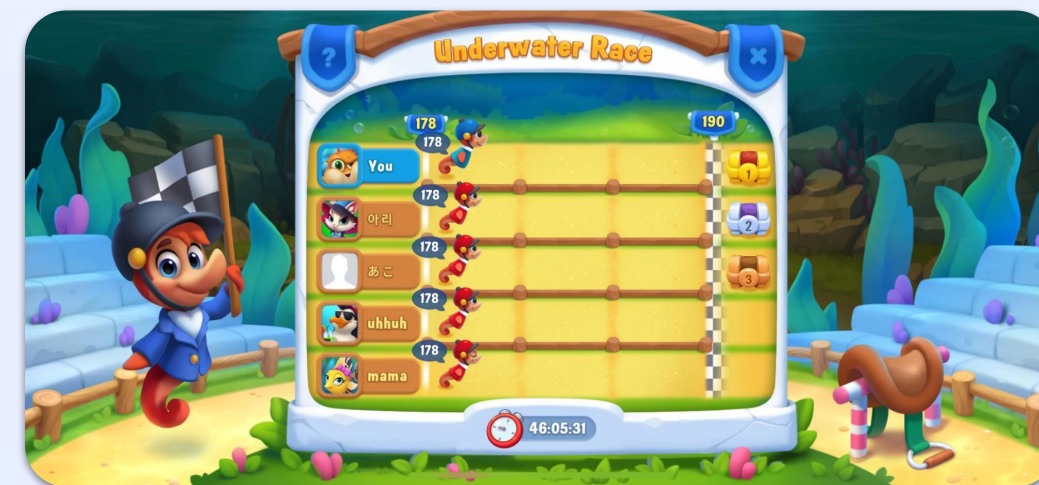 ?
Underwater Race
×
178
190
178
You
1
178
아리
2
178
あこ
3
178
uhhuh
178
mama
46:05:31